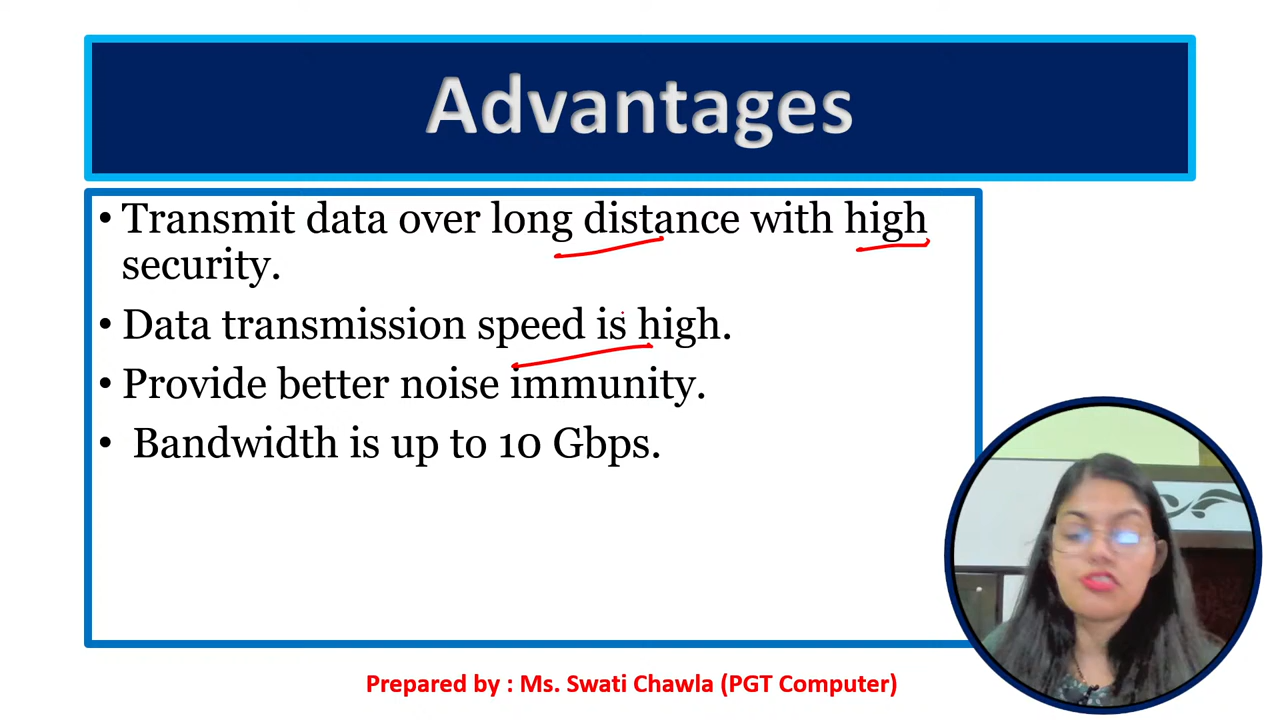 Advantages
• Transmit data over long distance with high
security.
• Data transmission speed is high.
• Provide better noise immunity.
• Bandwidth is up to 10 Gbps.
Prepared by : Ms. Swati Chawla (PGT Computer)